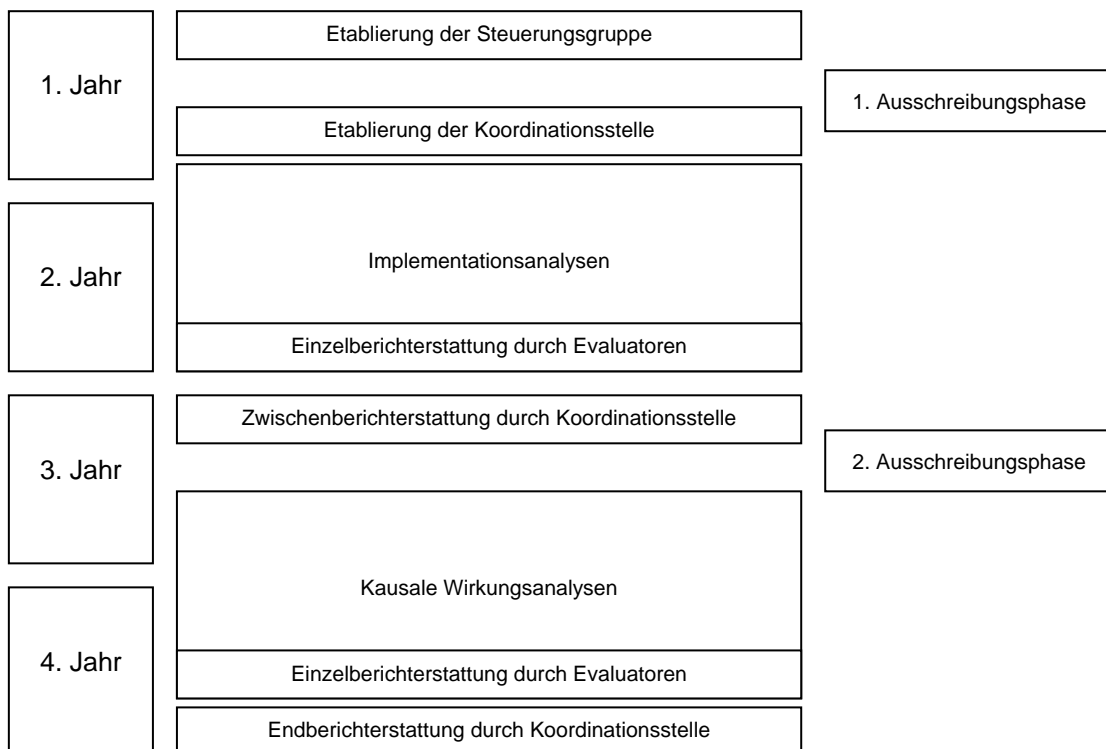 Etablierung der Steuerungsgruppe
1. Jahr
1. Ausschreibungsphase
Etablierung der Koordinationsstelle
Implementationsanalysen
2. Jahr
Einzelberichterstattung durch Evaluatoren
Zwischenberichterstattung durch Koordinationsstelle
3. Jahr
2. Ausschreibungsphase
Kausale Wirkungsanalysen
4. Jahr
Einzelberichterstattung durch Evaluatoren
Endberichterstattung durch Koordinationsstelle